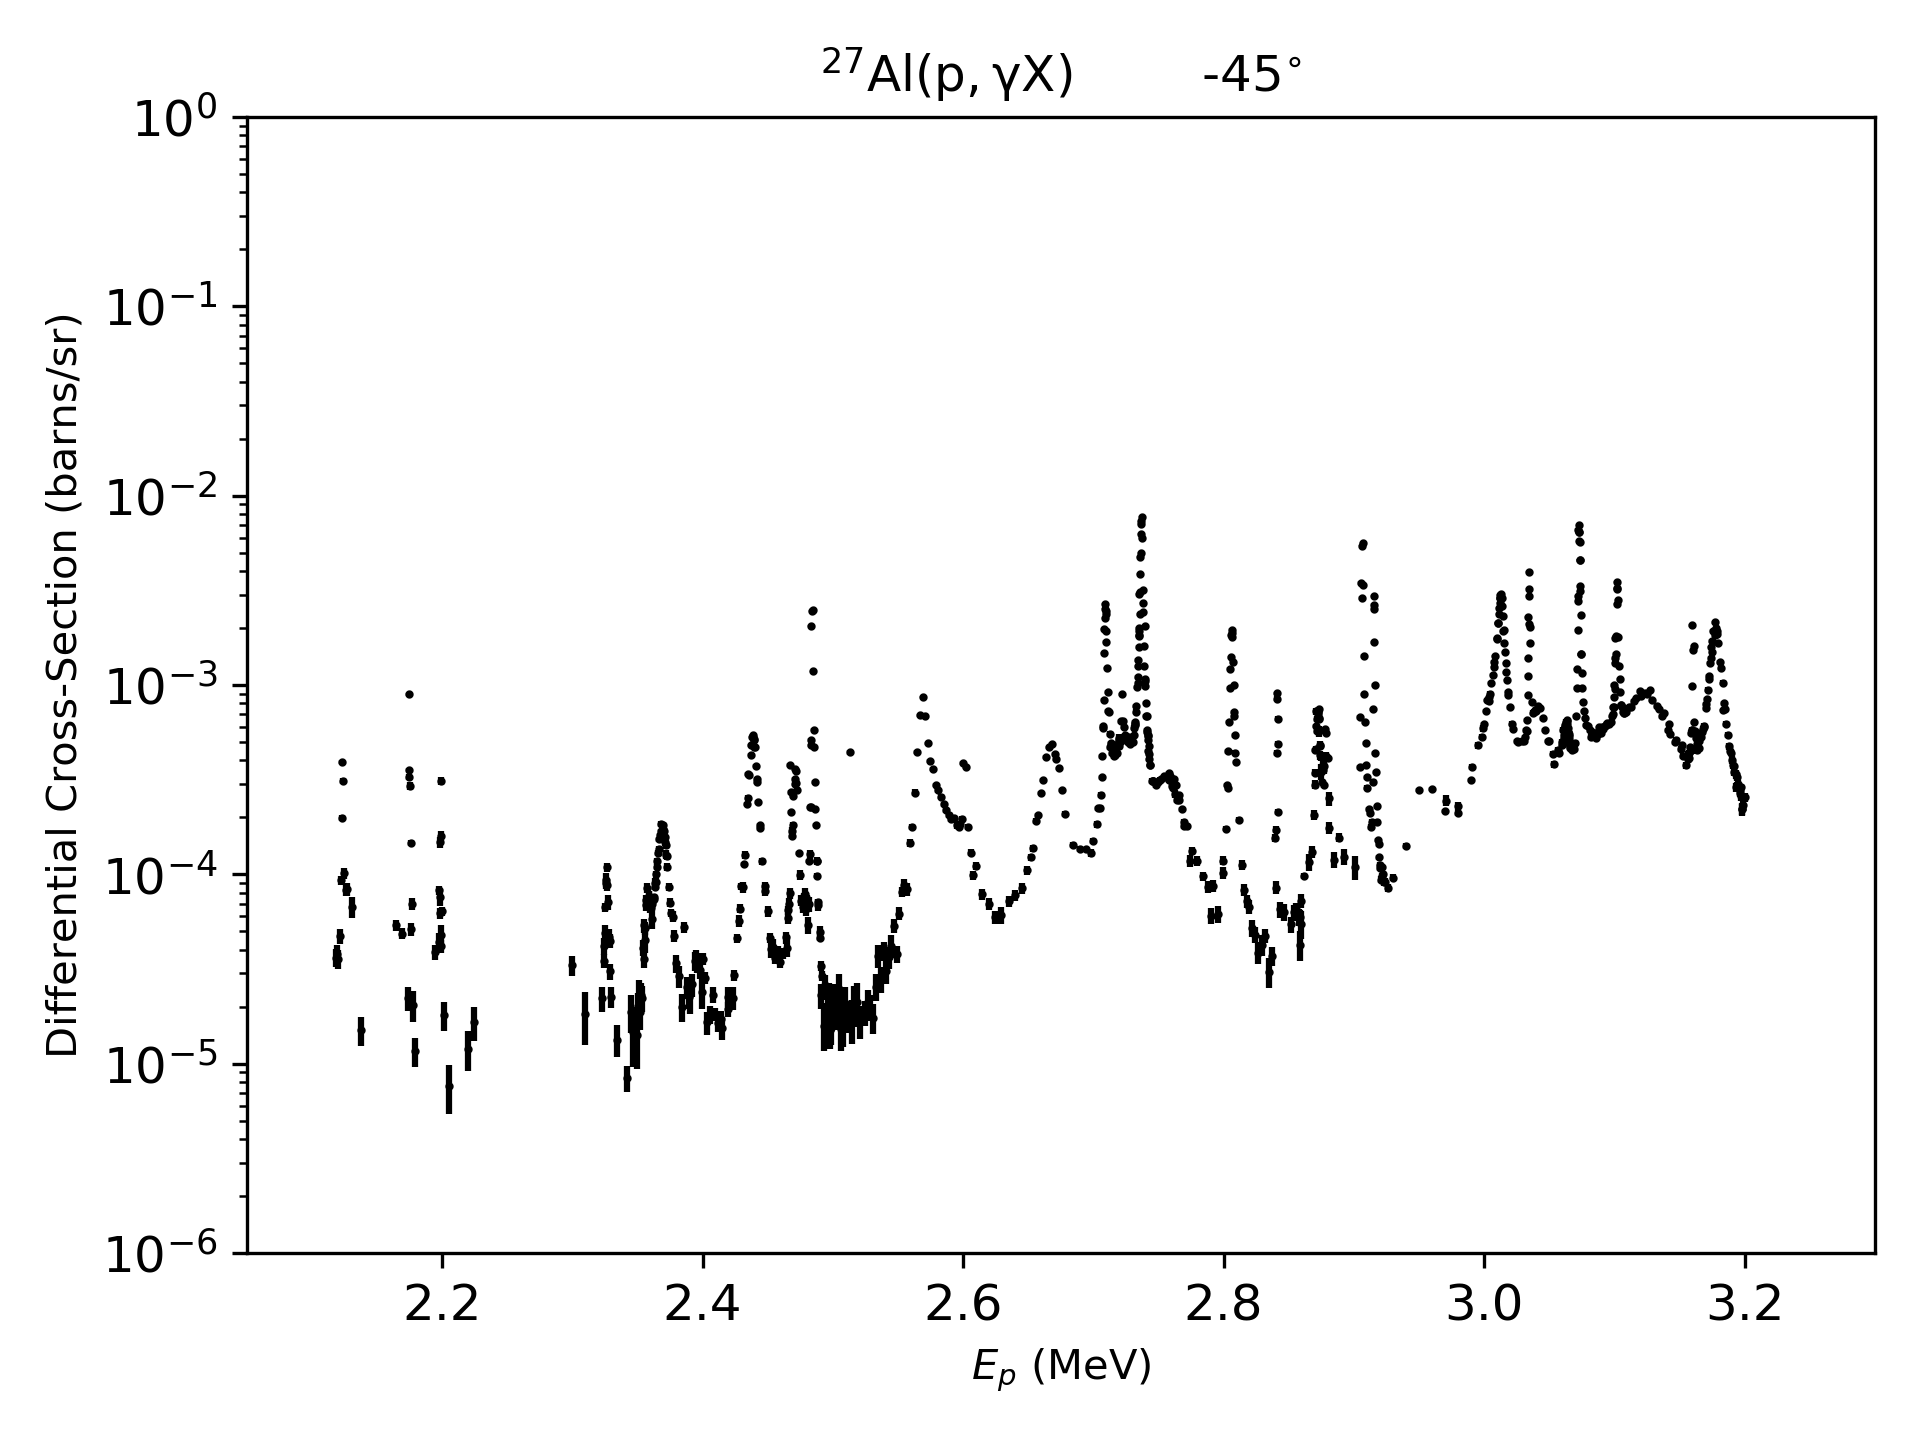 ²⁷Al(p, γX) -45°
Differential Cross-Section (barns/sr)
10⁰
10⁻¹
10⁻²
10⁻³
10⁻⁴
10⁻⁵
10⁻⁶
2.2 2.4 2.6 2.8 3.0 3.2
Eₚ (MeV)